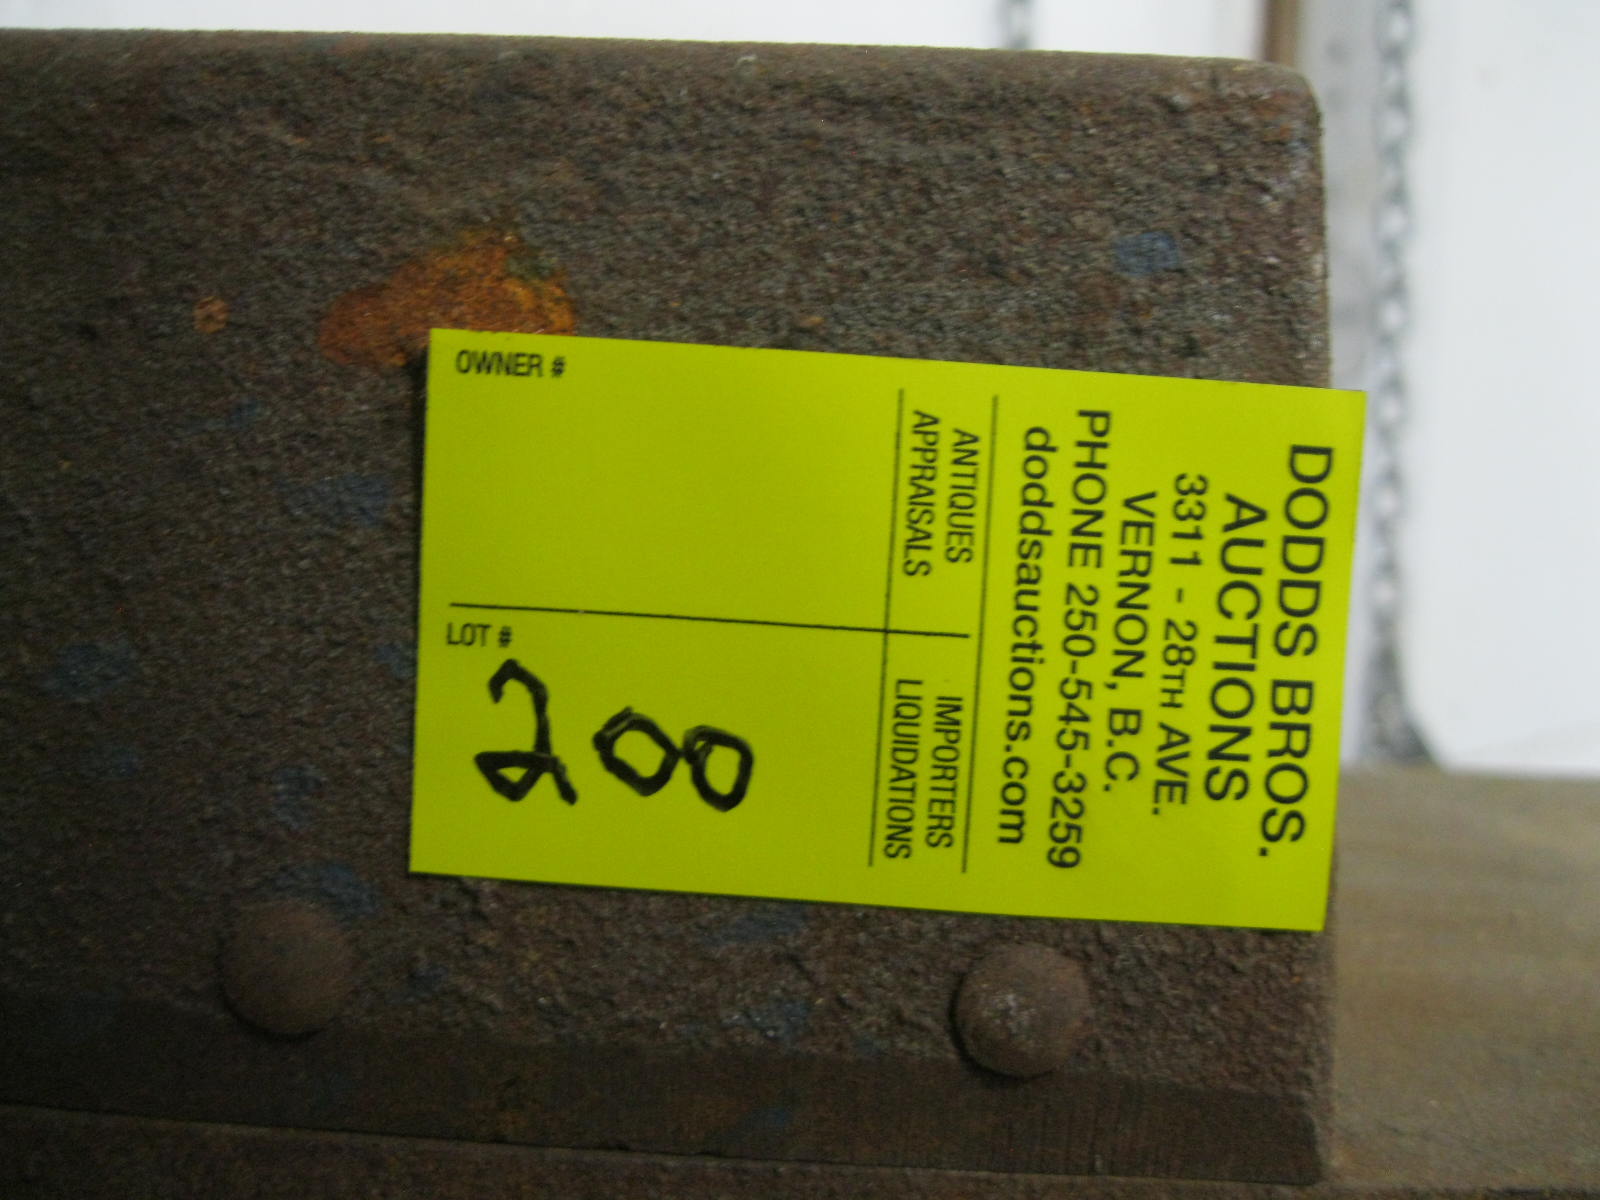 DODDS BROS.
AUCTIONS
3311 - 28TH AVE.
VERNON, B.C.
PHONE 250-545-3259
doddsauctions.com
ANTIQUES
APPRAISALS
IMPORTERS
LIQUIDATIONS
OWNER #
LOT #
200